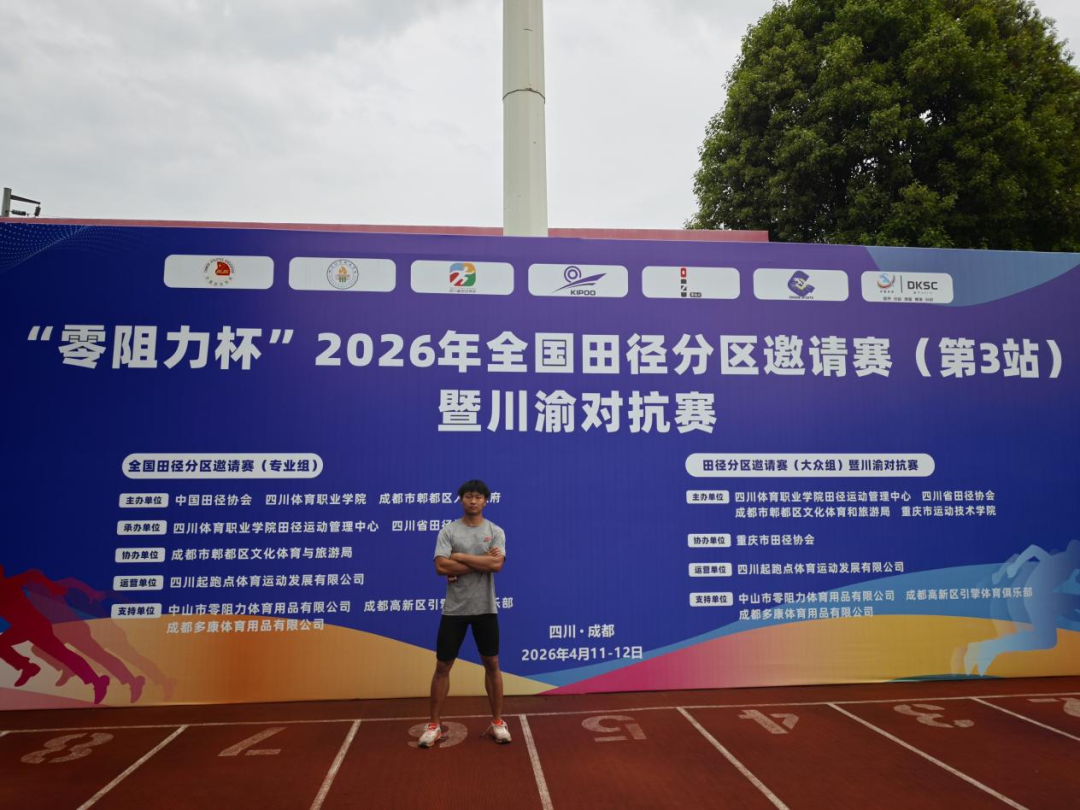 KIPOO
DKSC
“零阻力杯”2026年全国田径分区邀请赛（第3站）
暨川渝对抗赛
全国田径分区邀请赛（专业组）
主办单位 中国田径协会 四川体育职业学院 成都市郫都区人 府
承办单位 四川体育职业学院田径运动管理中心 四川省田径
协办单位 成都市郫都区文化体育与旅游局
运营单位 四川起跑点体育运动发展有限公司
支持单位 中山市零阻力体育用品有限公司 成都高新区引擎 乐部
成都多康体育用品有限公司
田径分区邀请赛（大众组）暨川渝对抗赛
主办单位 四川体育职业学院田径运动管理中心 四川省田径协会
成都市郫都区文化体育和旅游局 重庆市运动技术学院
协办单位 重庆市田径协会
运营单位 四川起跑点体育运动发展有限公司
支持单位 中山市零阻力体育用品有限公司 成都高新区引擎体育俱乐部
成都多康体育用品有限公司
四川·成都
2026年4月11-12日
8 7 6 5 4 3